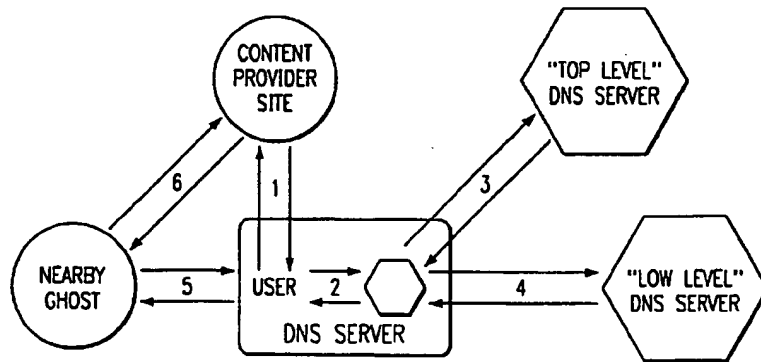 CONTENT
PROVIDER
SITE
"TOP LEVEL"
DNS SERVER
6
1
3
NEARBY
GHOST
5
USER
2
4
"LOW LEVEL"
DNS SERVER
DNS SERVER